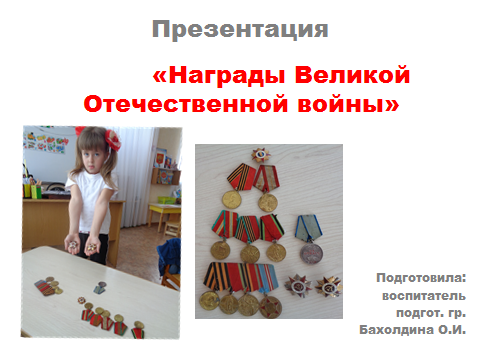 Презентация
«Награды Великой
Отечественной войны»
Подготовила:
воспитатель
подгот. гр.
Бахолдина О.И.